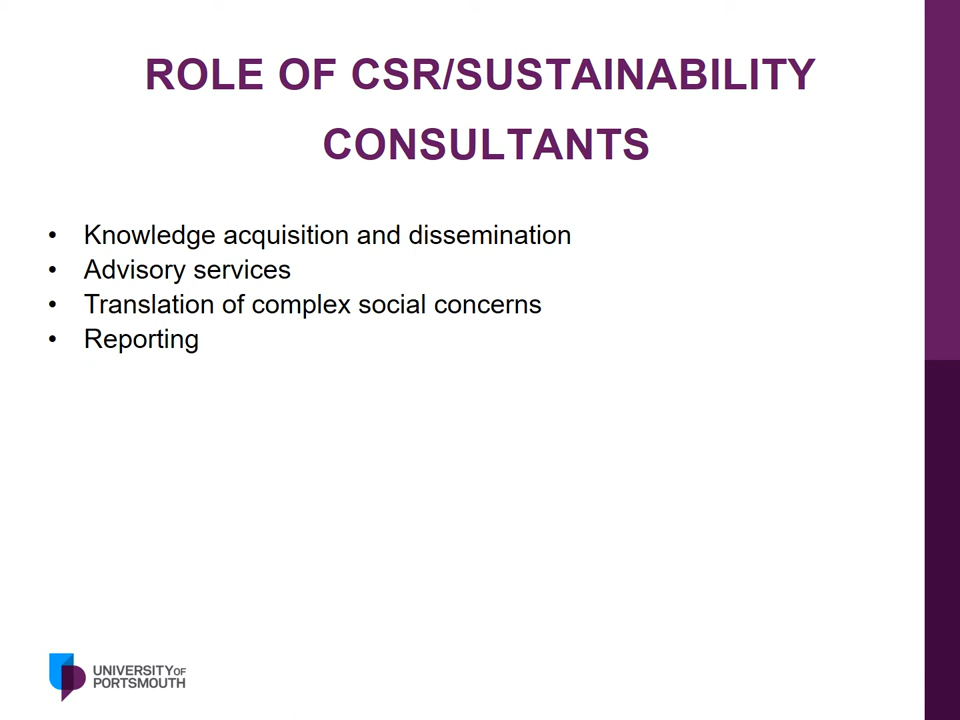 ROLE OF CSR/SUSTAINABILITY
CONSULTANTS
• Knowledge acquisition and dissemination
• Advisory services
• Translation of complex social concerns
• Reporting
UNIVERSITY OF
PORTSMOUTH